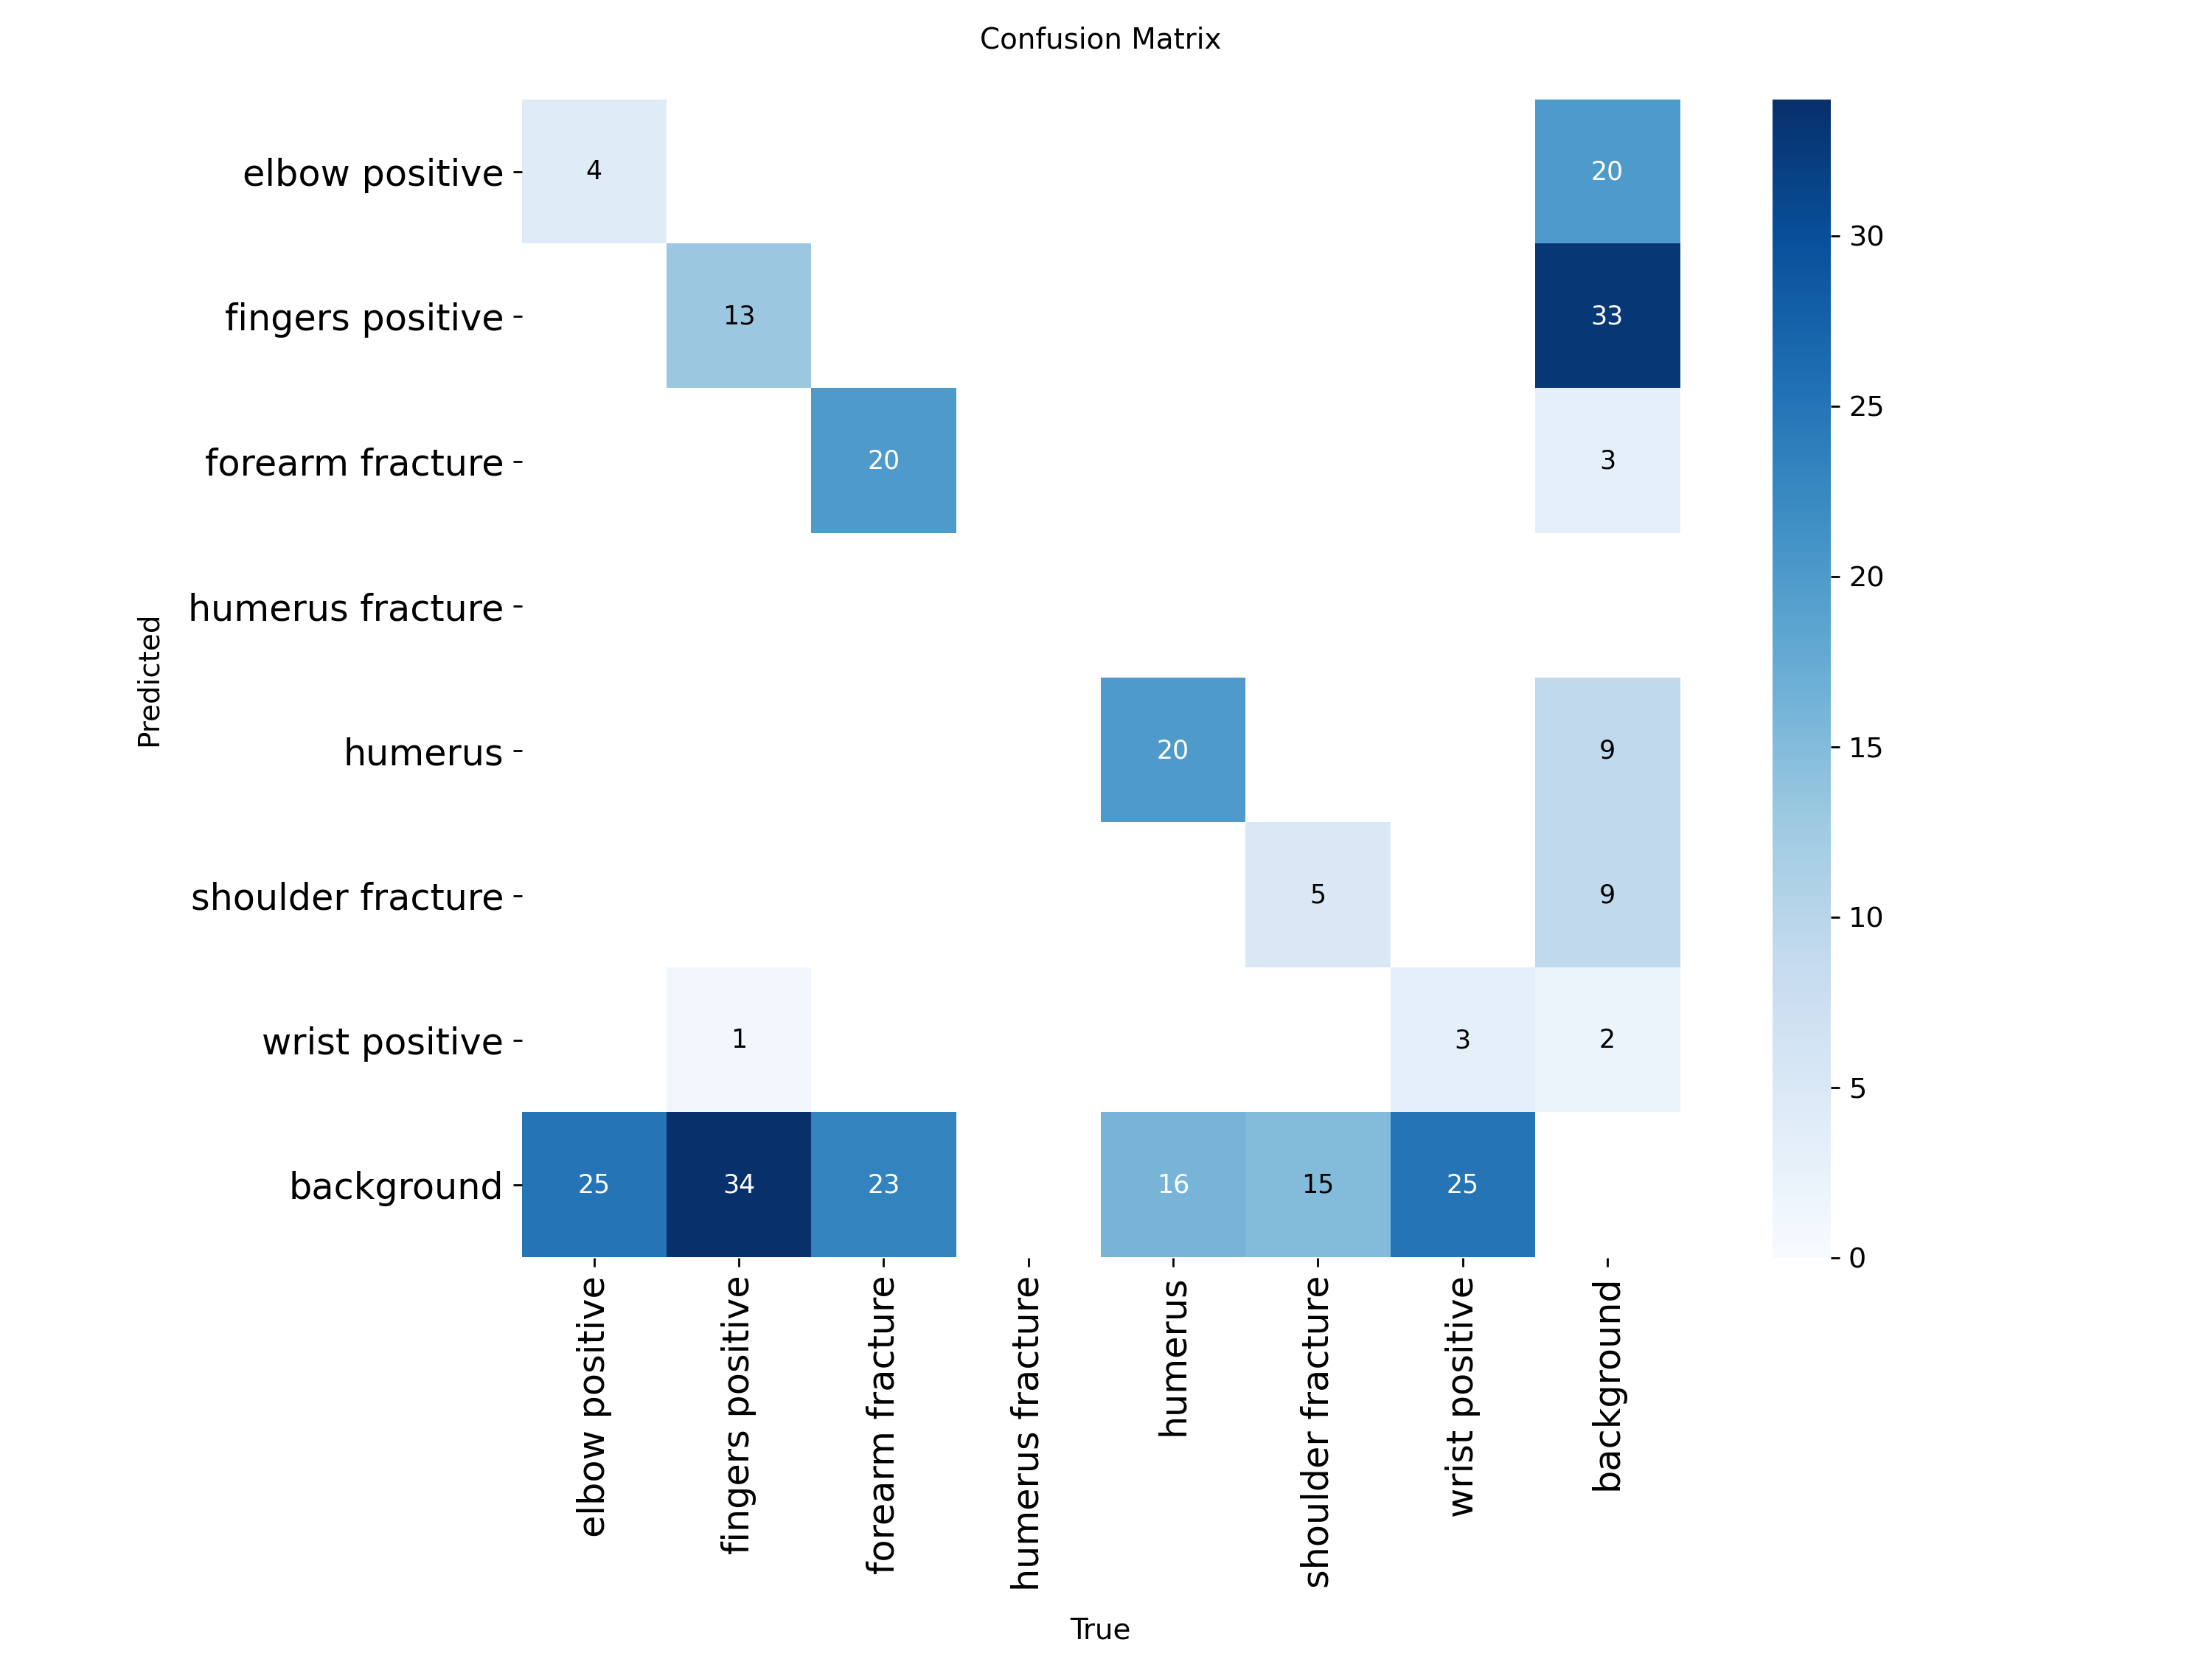 Confusion Matrix
elbow positive
4
20
fingers positive
13
33
forearm fracture
20
3
humerus fracture
humerus
20
9
shoulder fracture
5
9
wrist positive
1
3
2
background
25
34
23
16
15
25
Predicted
elbow positive
fingers positive
forearm fracture
humerus fracture
humerus
shoulder fracture
wrist positive
background
True
30
25
20
15
10
5
0